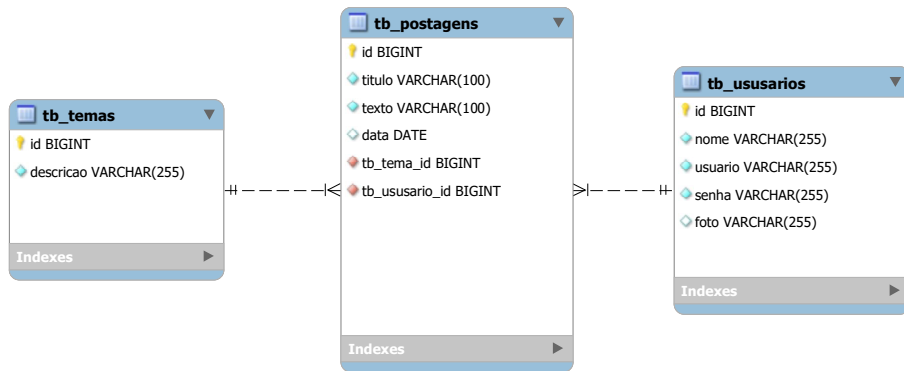 tb_temas
id BIGINT
descricao VARCHAR(255)
Indexes
tb_postagens
id BIGINT
titulo VARCHAR(100)
texto VARCHAR(100)
data DATE
tb_tema_id BIGINT
tb_ususario_id BIGINT
Indexes
tb_ususarios
id BIGINT
nome VARCHAR(255)
usuario VARCHAR(255)
senha VARCHAR(255)
foto VARCHAR(255)
Indexes